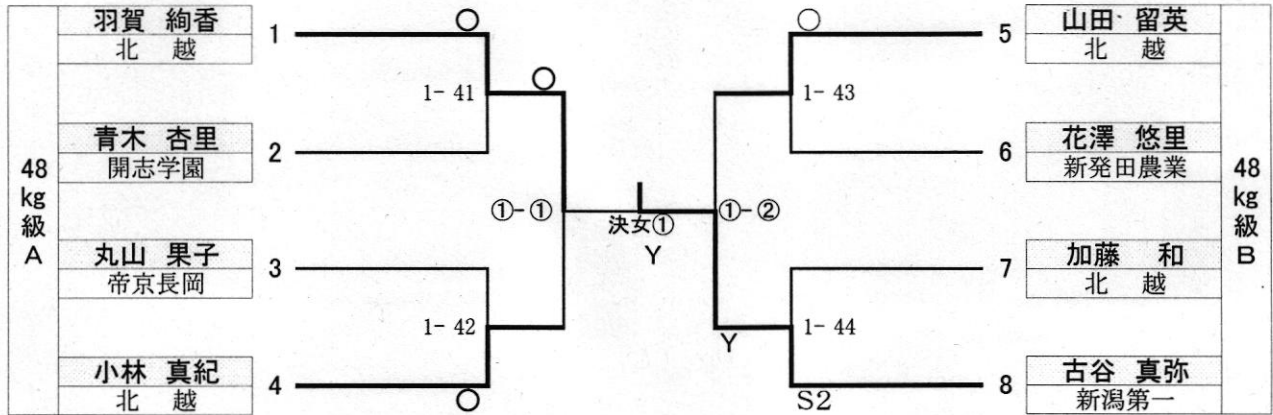 48
kg
級
A
羽賀 絢香
北 越
1
青木 杏里
開志学園
2
丸山 果子
帝京長岡
3
小林 真紀
北 越
4
1- 41
1- 42
①-①
決女①
Y
①-②
1- 43
1- 44
Y
S2
5
山田 留英
北 越
6
花澤 悠里
新発田農業
7
加藤 和
北 越
8
古谷 真弥
新潟第一
48
kg
級
B